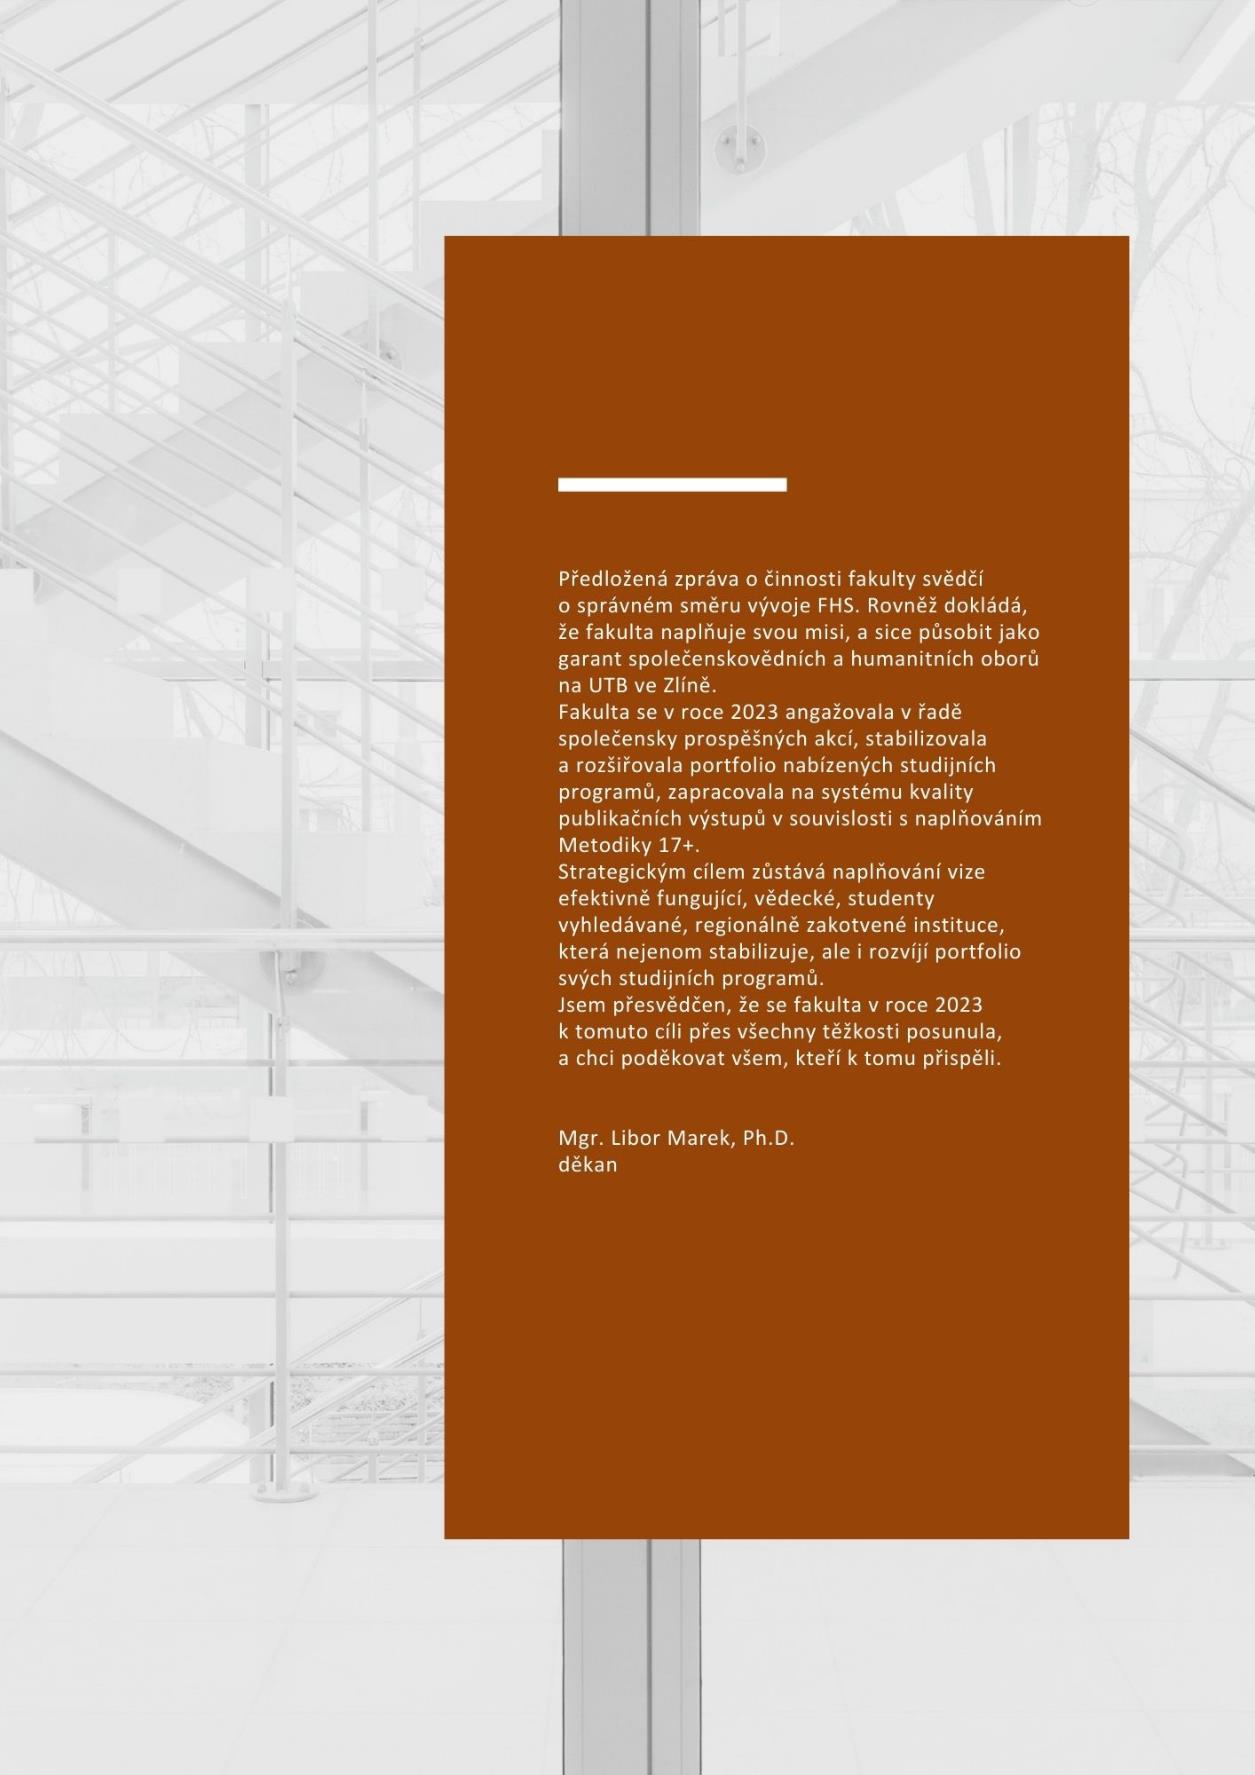 Předložená zpráva o činnosti fakulty svědčí
o správném směru vývoje FHS. Rovněž dokládá,
že fakulta naplňuje svou misi, a sice působit jako
garant společenskovědních a humanitních oborů
na UTB ve Zlíně.
Fakulta se v roce 2023 angažovala v řadě
společensky prospěšných akcí, stabilizovala
a rozšiřovala portfolio nabízených studijních
programů, zapracovala na systému kvality
publikačních výstupů v souvislosti s naplňováním
Metodiky 17+.
Strategickým cílem zůstává naplňování vize
efektivně fungující, vědecké, studenty
vyhledávané, regionálně zakotvené instituce,
která nejenom stabilizuje, ale i rozvíjí portfolio
svých studijních programů.
Jsem přesvědčen, že se fakulta v roce 2023
k tomuto cíli přes všechny těžkosti posunula,
a chci poděkovat všem, kteří k tomu přispěli.
Mgr. Libor Marek, Ph.D.
děkan